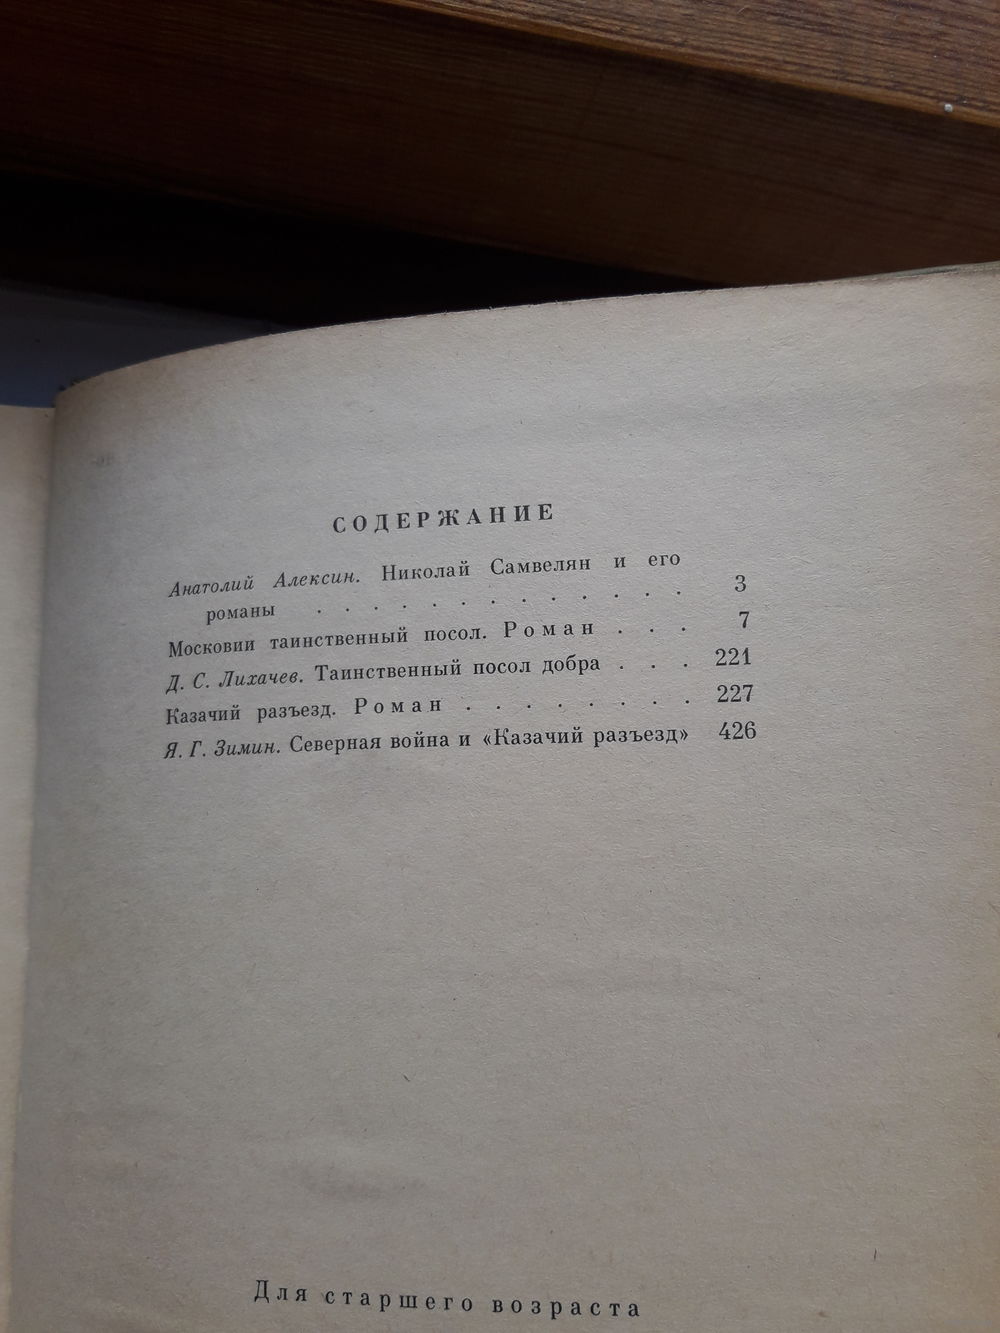 СОДЕРЖАНИЕ
Анатолий Алексин. Николай Самвелян и его
романы . . . . . . . . . . . . . 3
Московии таинственный посол. Роман . . . 7
Д. С. Лихачев. Таинственный посол добра . . . 221
Казачий разъезд. Роман . . . . . . . . 227
Я. Г. Зимин. Северная война и «Казачий разъезд» 426
Для старшего возраста